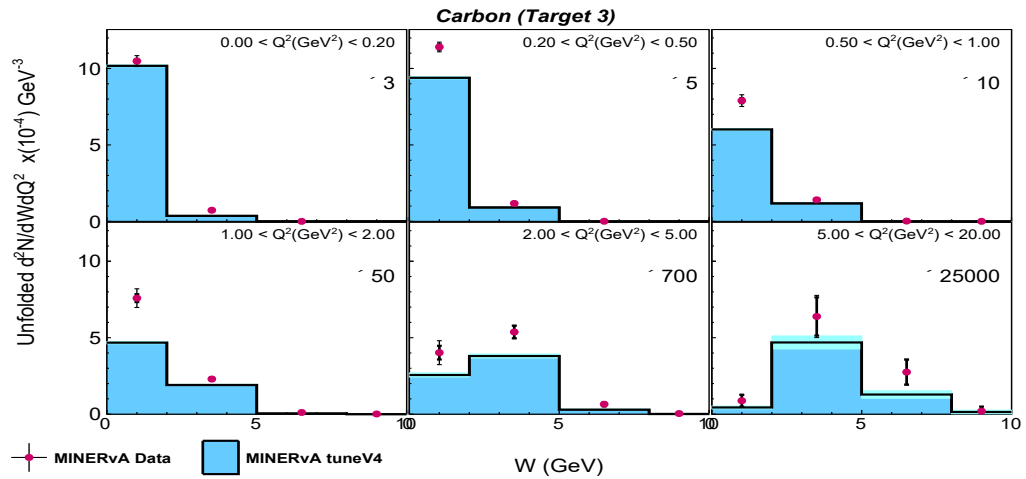 Carbon (Target 3)
Unfolded d²N/dWdQ² x(10⁻⁴) GeV⁻³
0.00 < Q²(GeV²) < 0.20
´ 3
0.20 < Q²(GeV²) < 0.50
´ 5
0.50 < Q²(GeV²) < 1.00
´ 10
10
5
0
1.00 < Q²(GeV²) < 2.00
´ 50
2.00 < Q²(GeV²) < 5.00
´ 700
5.00 < Q²(GeV²) < 20.00
´ 25000
10
5
0
0 5 10 0 5 10 0 5 10
W (GeV)
MINERvA Data
MINERvA tuneV4